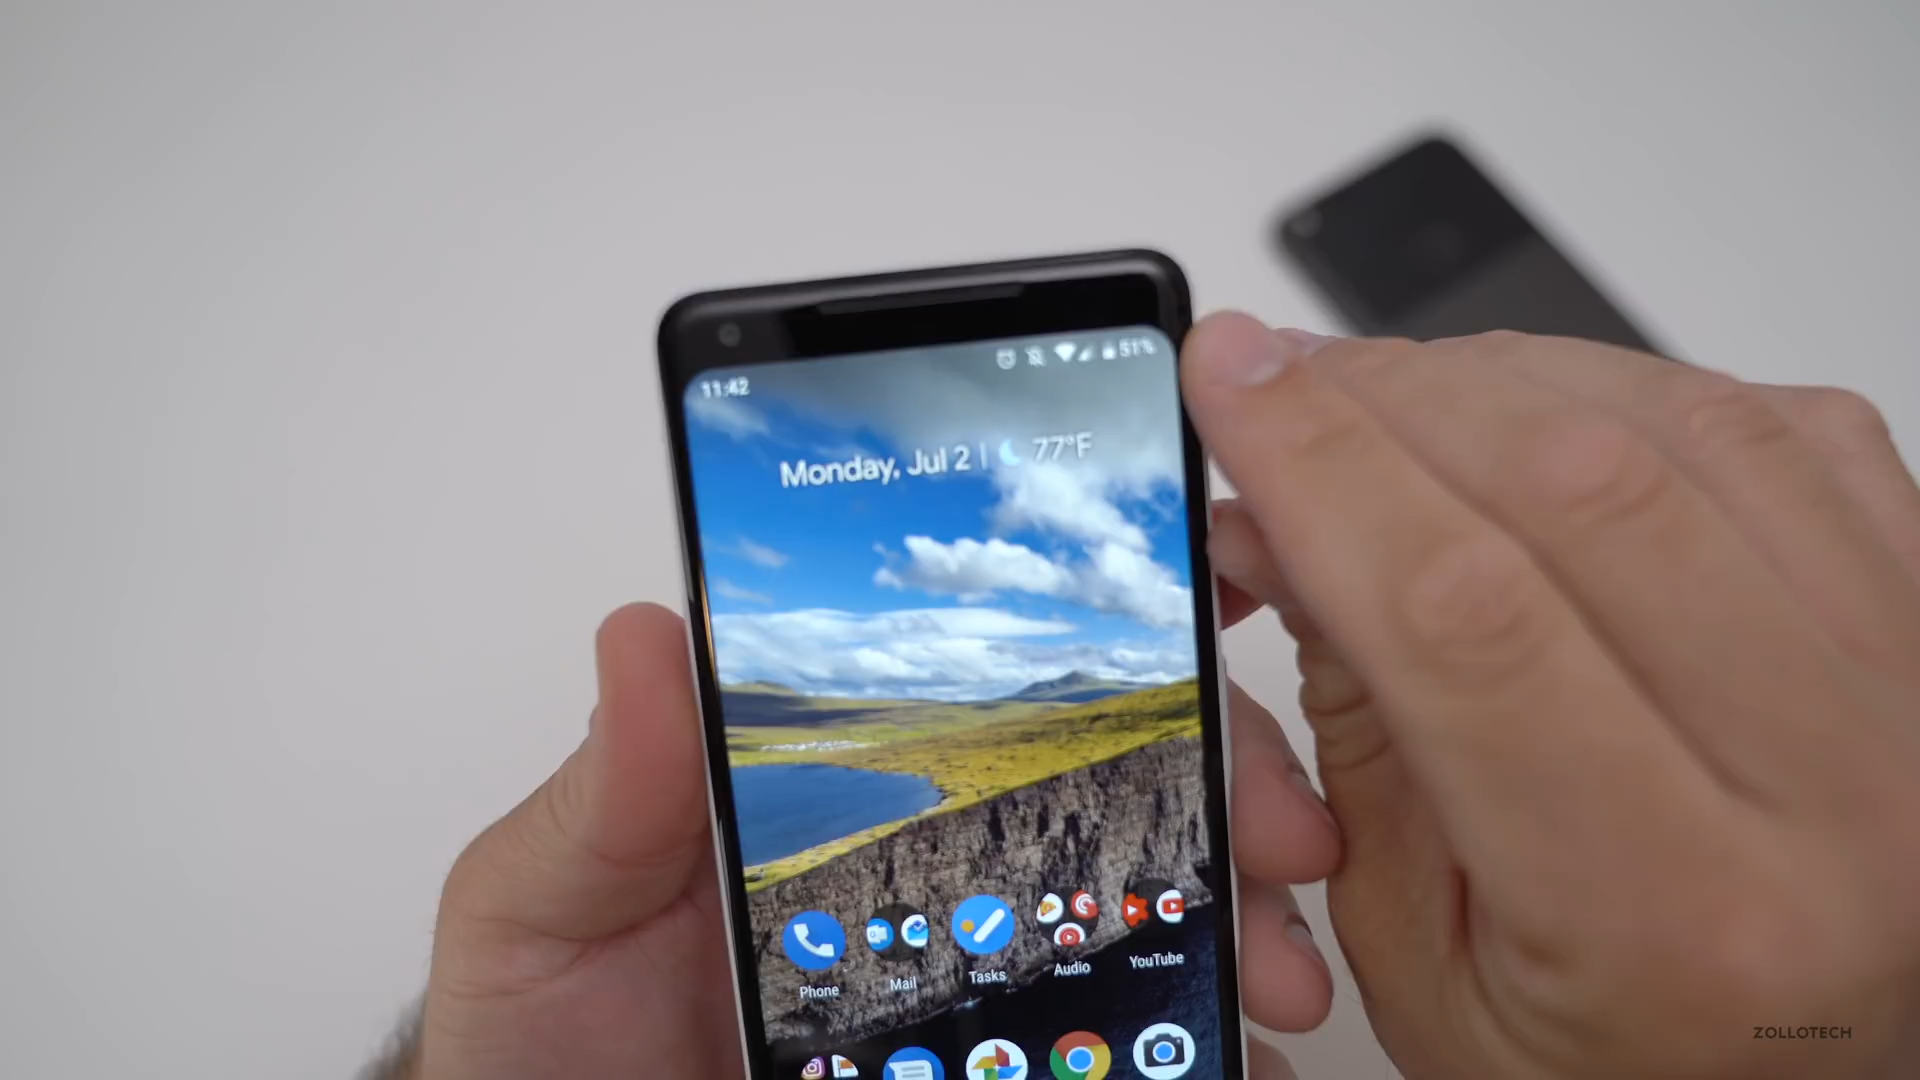 51%
11:42
Monday, Jul 2 | 77°F
Phone
Mail
Tasks
Audio
YouTube
ZOLLOTECH